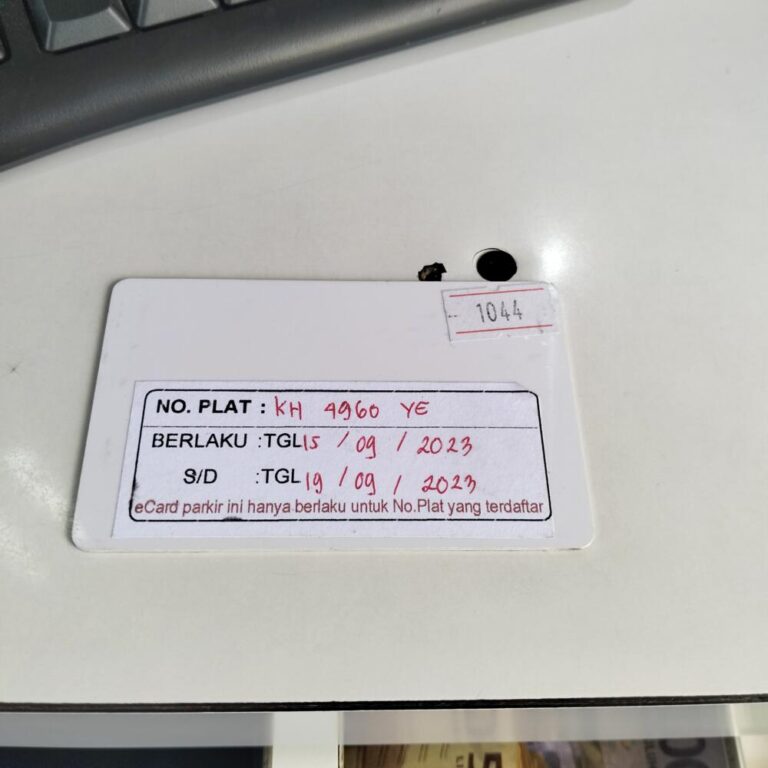 1044
NO. PLAT : KH 4960 YE
BERLAKU :TGL 15 / 09 / 2023
S/D :TGL 19 / 09 / 2023
eCard parkir ini hanya berlaku untuk No.Plat yang terdaftar